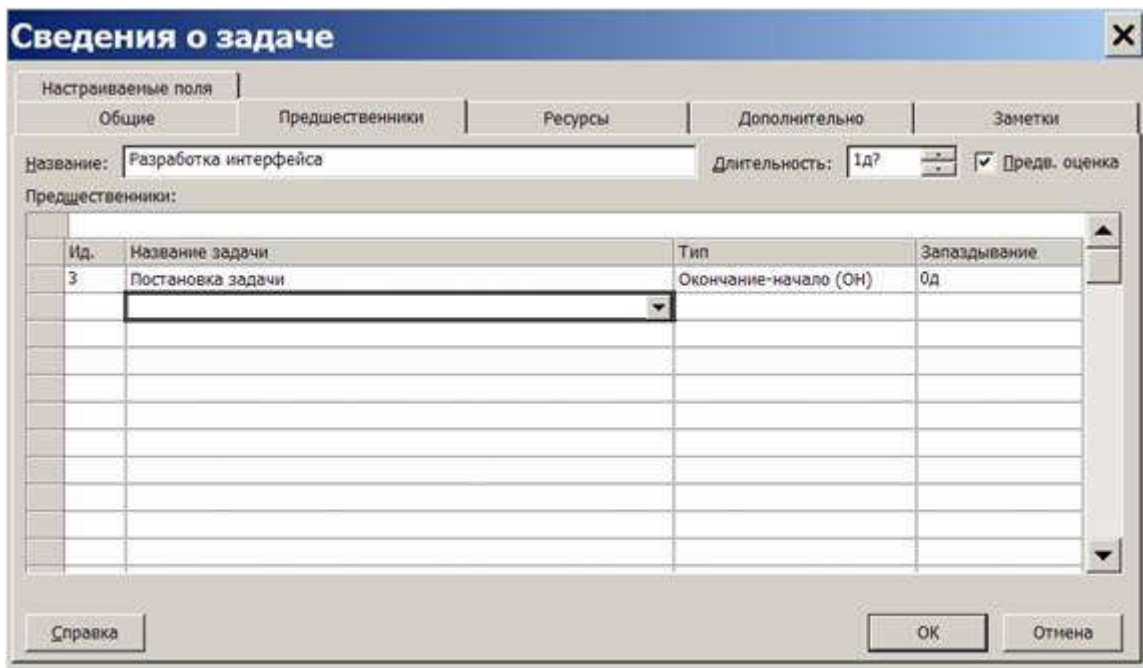 Сведения о задаче
Настраиваемые поля
Общие Предшественники Ресурсы Дополнительно Заметки
Название: Разработка интерфейса Длительность: 1д? Предв. оценка
Предшественники:
Ид. Название задачи Тип Запаздывание
3 Постановка задачи Окончание-начало (ОН) 0д
Справка ОК Отмена